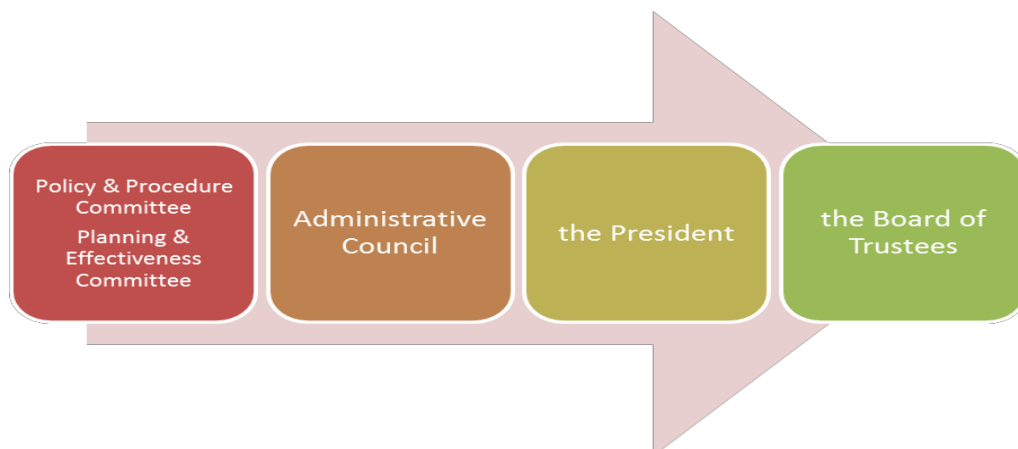 Policy & Procedure
Committee
Planning &
Effectiveness
Committee
Administrative
Council
the President
the Board of
Trustees